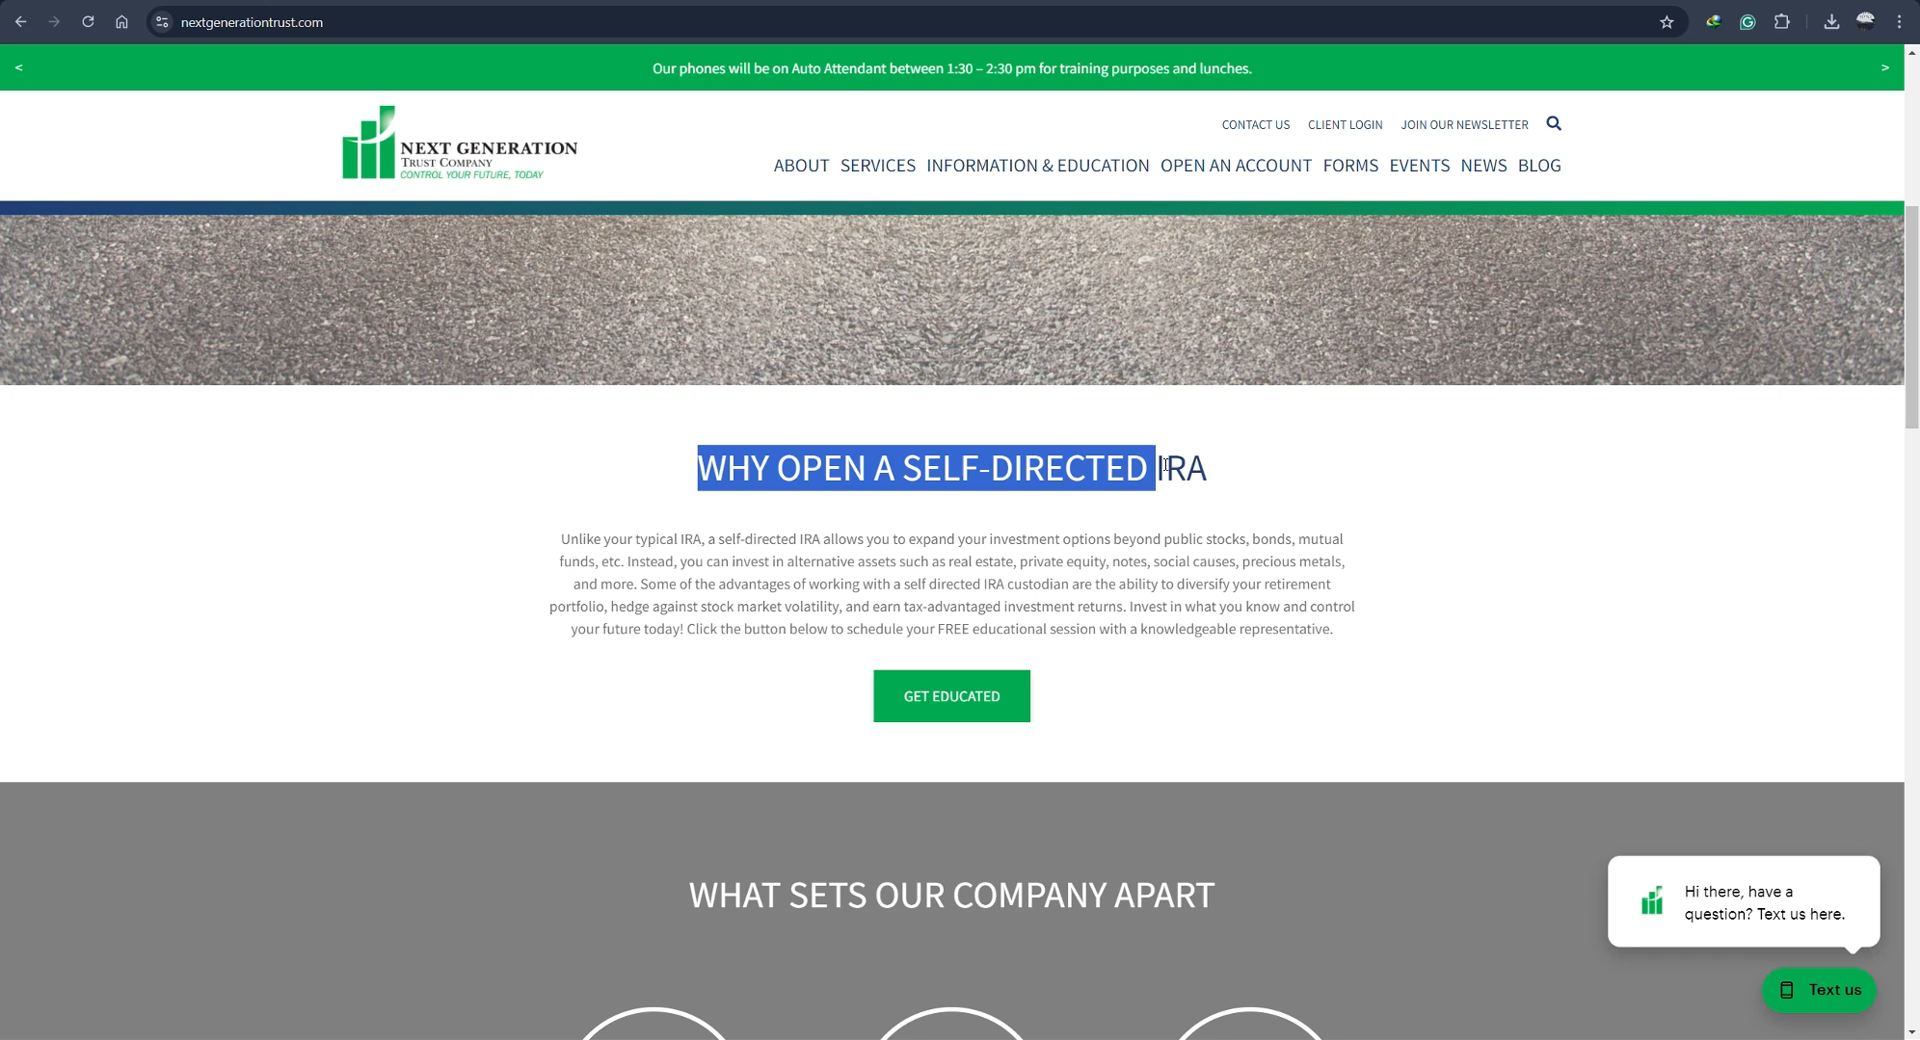 nextgenerationtrust.com
<
Our phones will be on Auto Attendant between 1:30 – 2:30 pm for training purposes and lunches.
>
CONTACT US
CLIENT LOGIN
JOIN OUR NEWSLETTER
NEXT GENERATION
TRUST COMPANY
CONTROL YOUR FUTURE, TODAY
ABOUT
SERVICES
INFORMATION & EDUCATION
OPEN AN ACCOUNT
FORMS
EVENTS
NEWS
BLOG
WHY OPEN A SELF-DIRECTED IRA
Unlike your typical IRA, a self-directed IRA allows you to expand your investment options beyond public stocks, bonds, mutual
funds, etc. Instead, you can invest in alternative assets such as real estate, private equity, notes, social causes, precious metals,
and more. Some of the advantages of working with a self directed IRA custodian are the ability to diversify your retirement
portfolio, hedge against stock market volatility, and earn tax-advantaged investment returns. Invest in what you know and control
your future today! Click the button below to schedule your FREE educational session with a knowledgeable representative.
GET EDUCATED
WHAT SETS OUR COMPANY APART
Hi there, have a
question? Text us here.
Text us